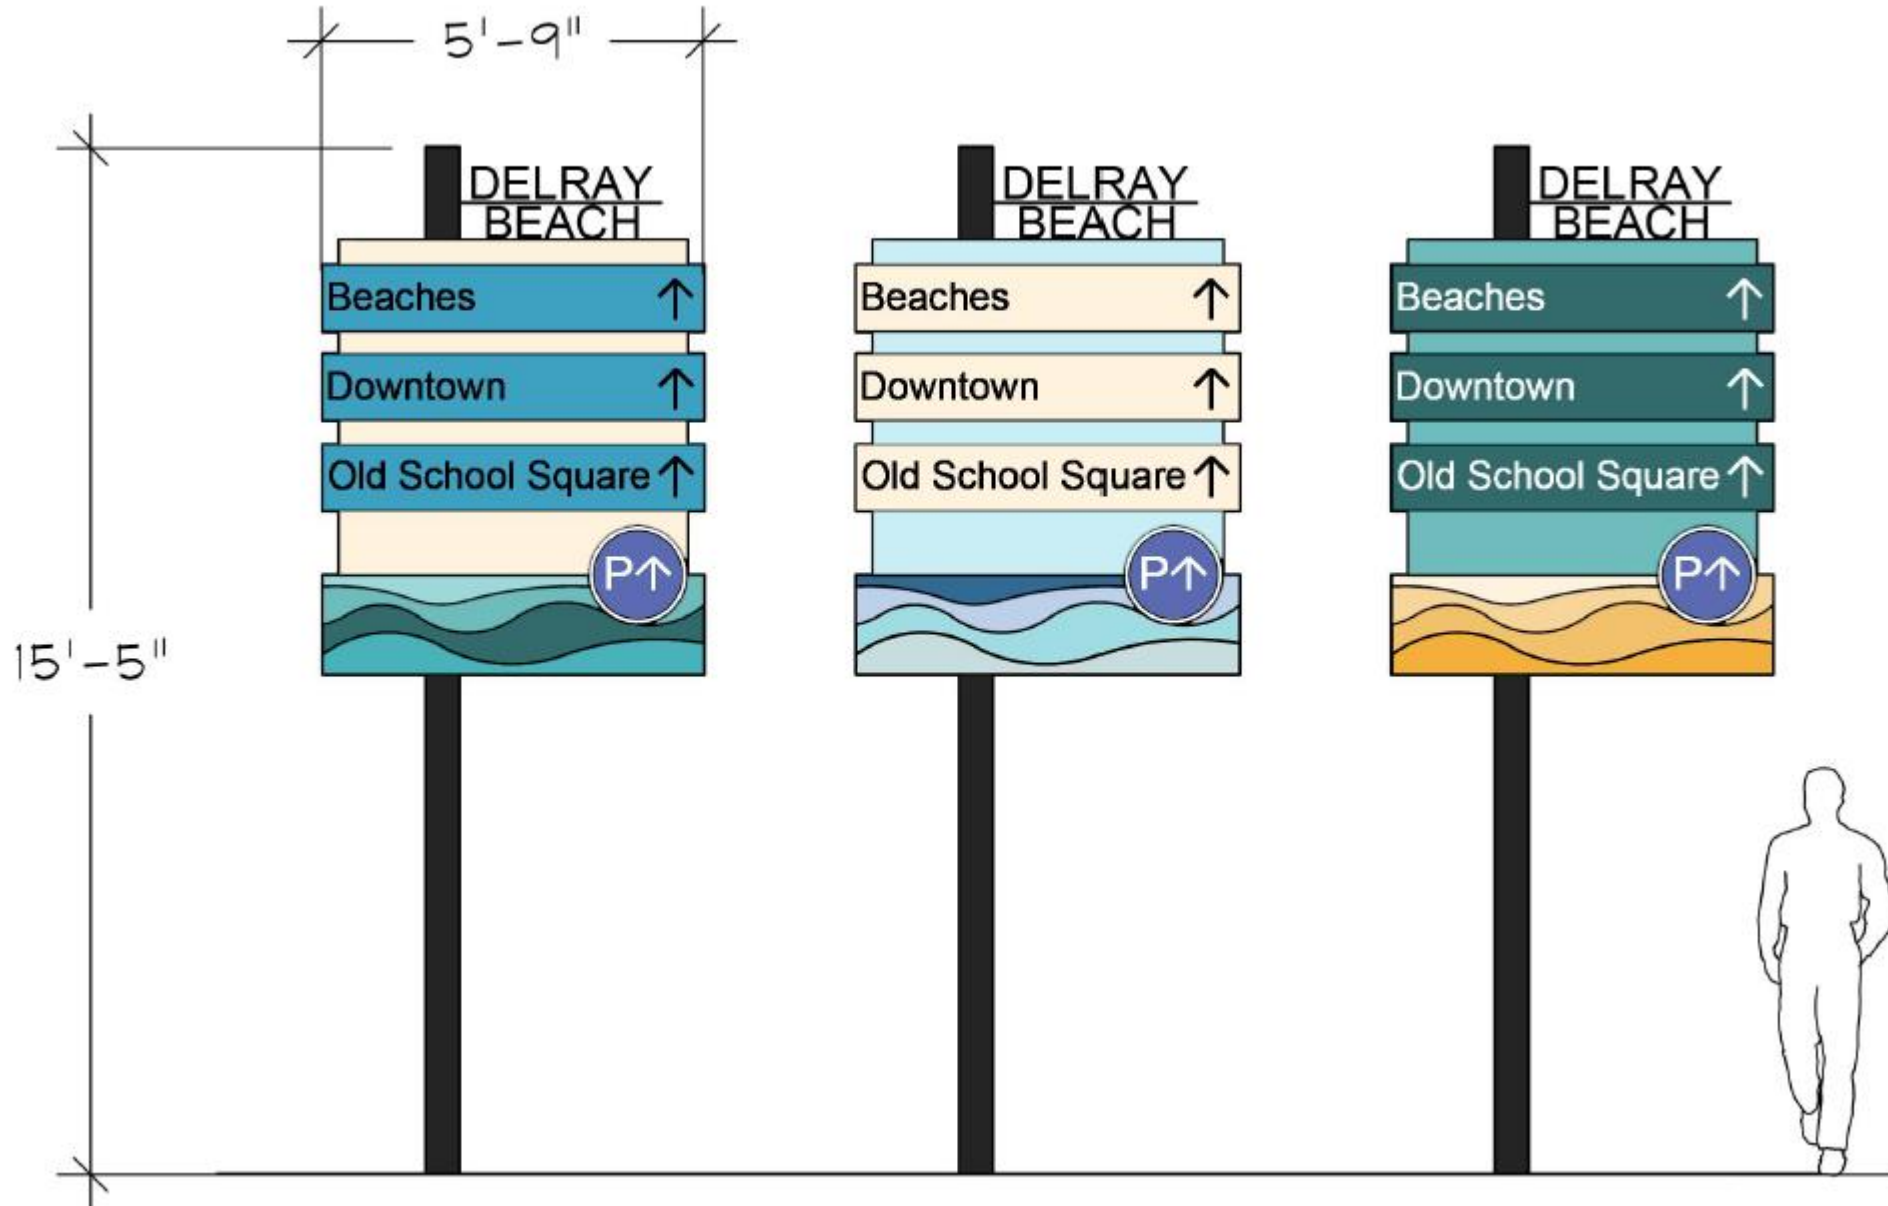 5'-9"
15'-5"
DELRAY
BEACH
Beaches ↑
Downtown ↑
Old School Square ↑
P↑
DELRAY
BEACH
Beaches ↑
Downtown ↑
Old School Square ↑
P↑
DELRAY
BEACH
Beaches ↑
Downtown ↑
Old School Square ↑
P↑